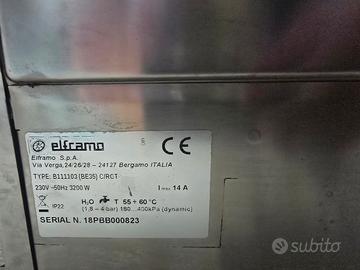 elframo
Elframo S.p.A.
Via Verga, 24/26/28 – 24127 Bergamo ITALIA
CE
TYPE: B111103 (BE35) C/RCT
230V ~50Hz 3200 W I max. 14 A
IP22 H₂O T 55 ÷ 60°C
(1,8 – 4 bar) 180 – 400kPa (dynamic)
SERIAL N. 18PBB000823
subito